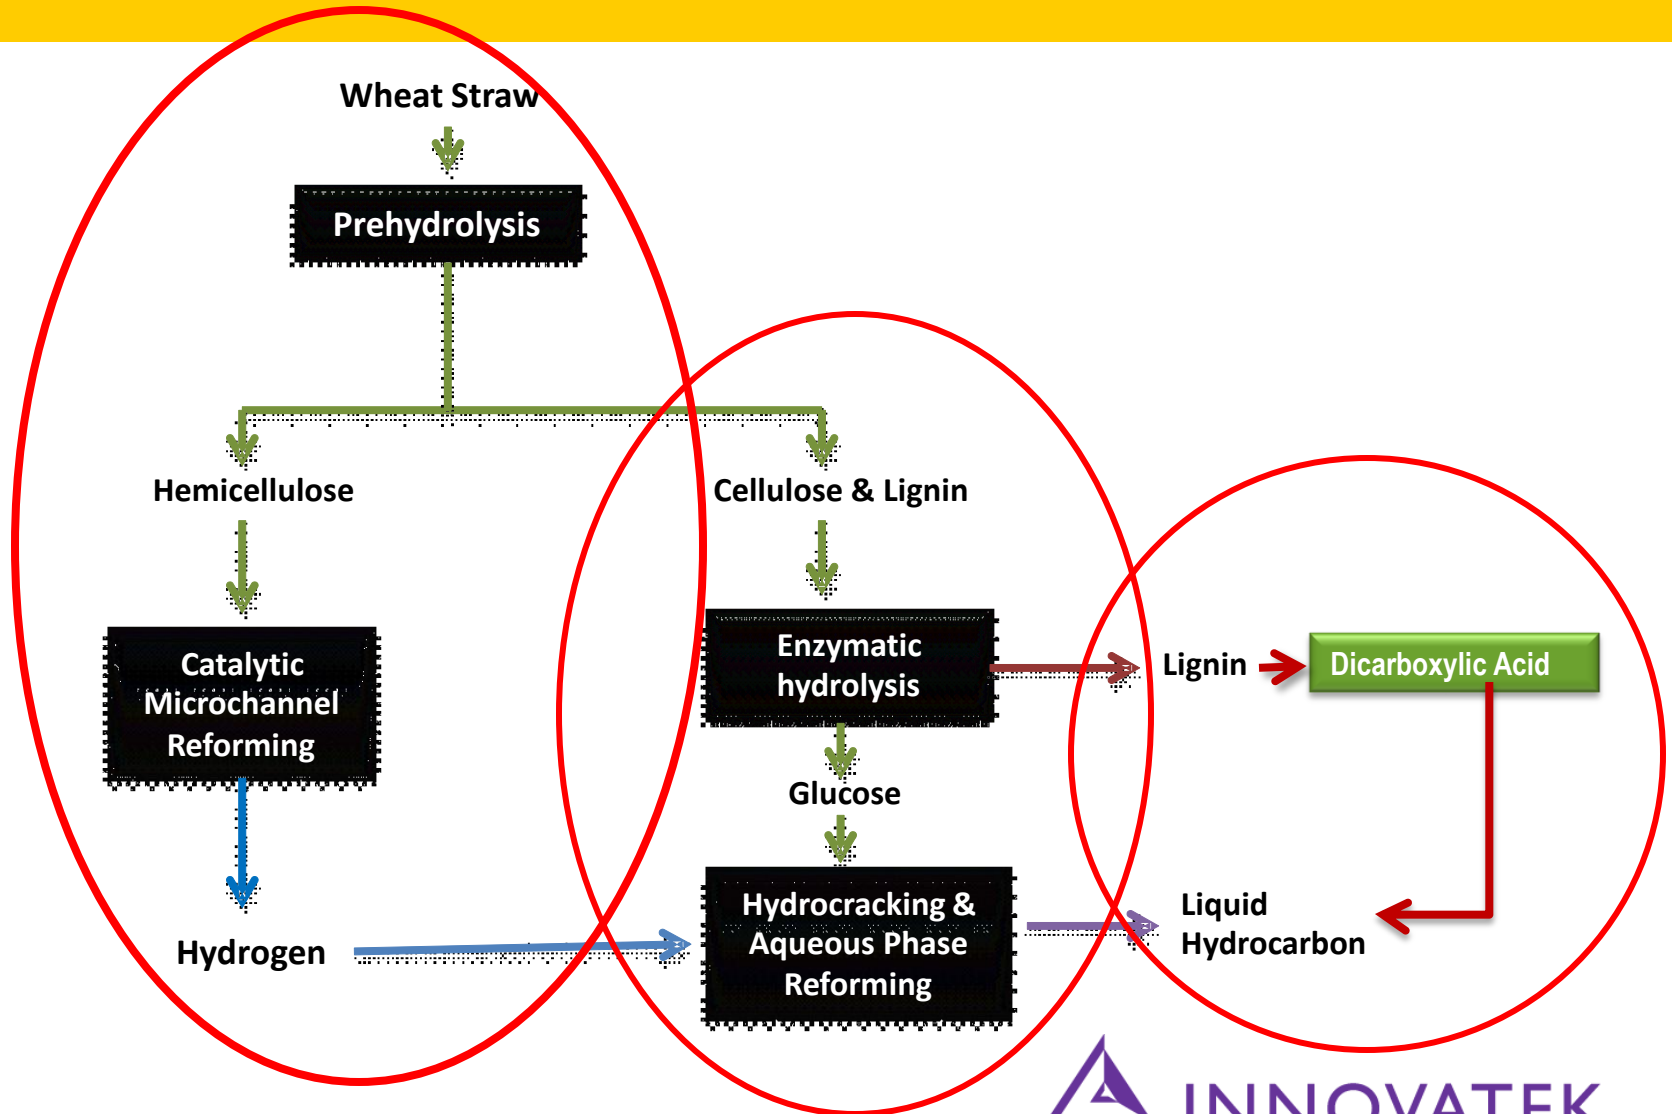 Wheat Straw
Prehydrolysis
Hemicellulose
Cellulose & Lignin
Catalytic
Microchannel
Reforming
Enzymatic
hydrolysis
Lignin
Dicarboxylic Acid
Glucose
Hydrogen
Hydrocracking &
Aqueous Phase
Reforming
Liquid
Hydrocarbon
INNOVATEK